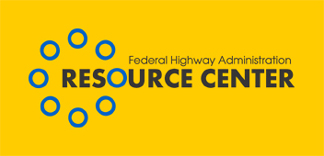 Federal Highway Administration
RESOURCE CENTER